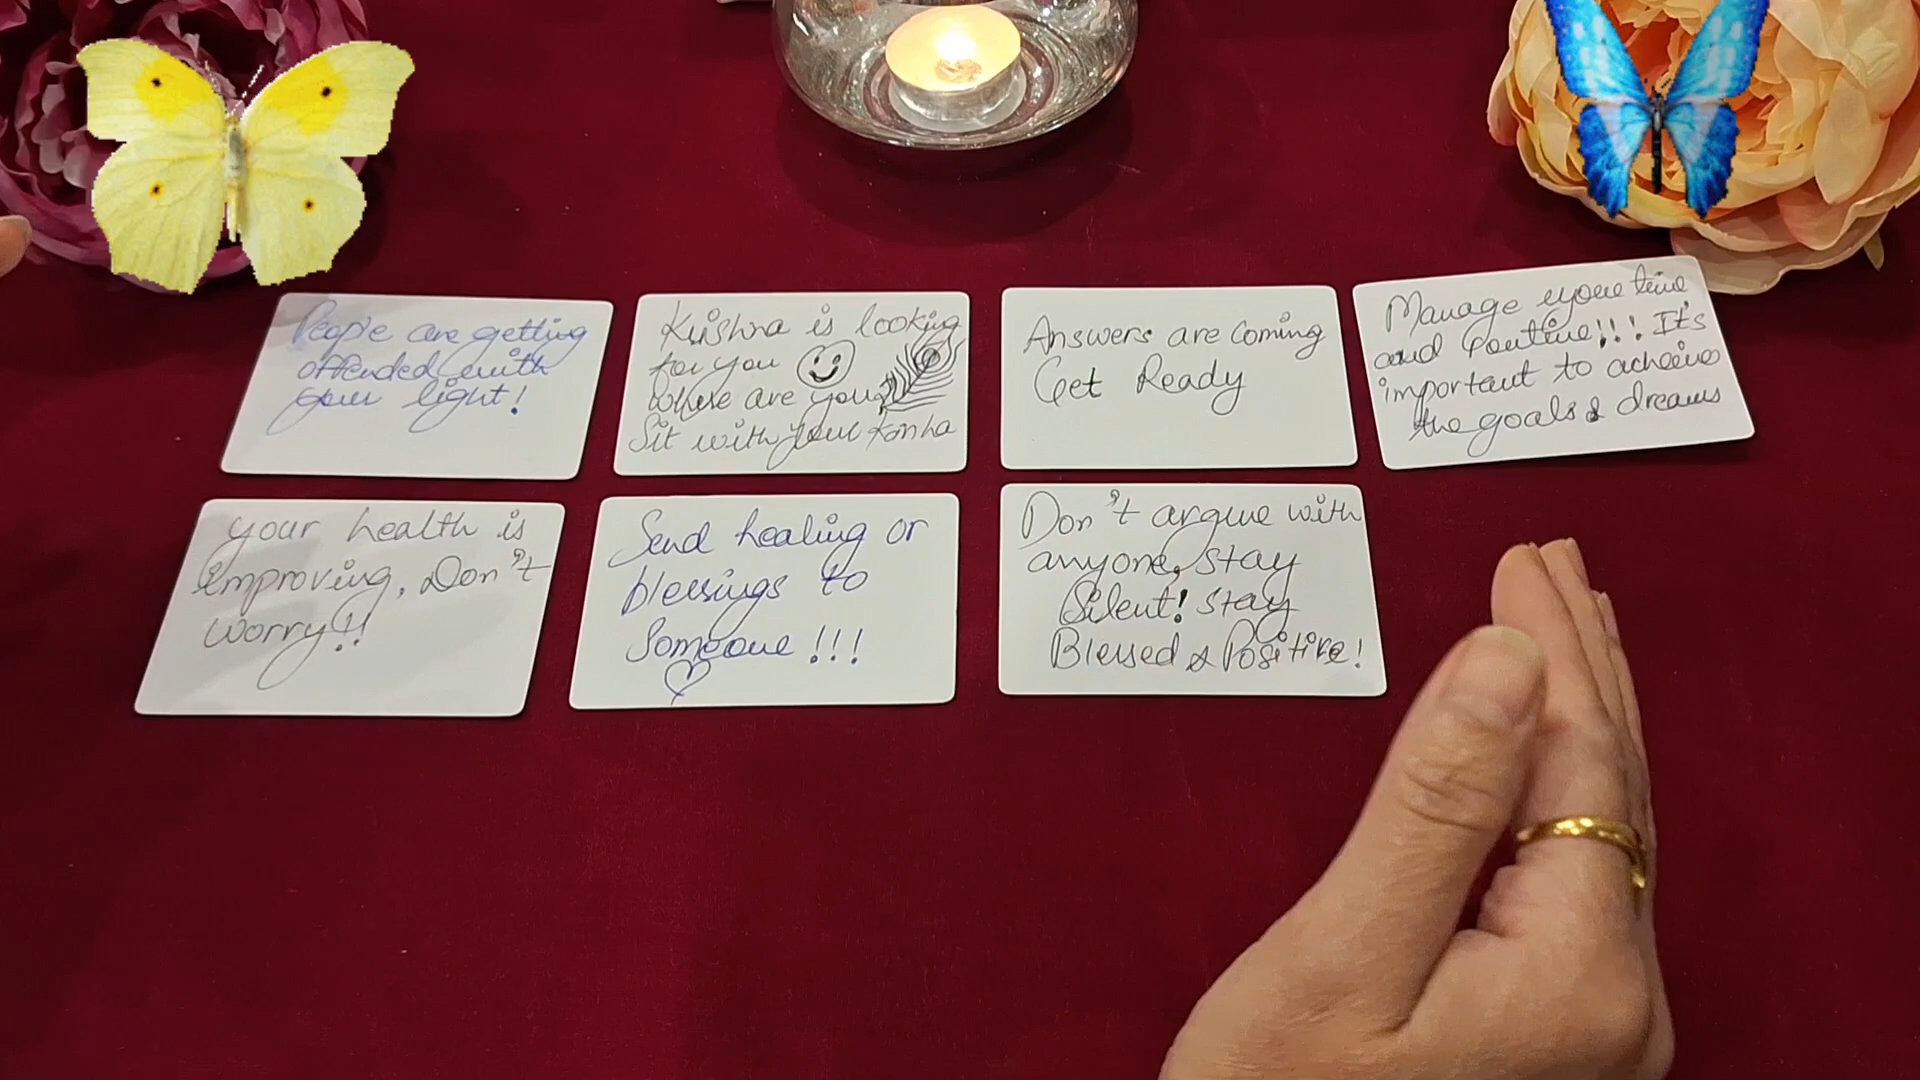 People are getting
offended with
your light!
Krishna is looking
for you
Where are you
Sit with your Kanha
Answers are coming
Get Ready
Manage your time
and routine!!! It's
important to acheive
the goals & dreams
your health is
improving, Don't
worry!!
Send healing or
blessings to
Someone!!!
Don't argue with
anyone, stay
Silent! stay
Blessed & Positive!